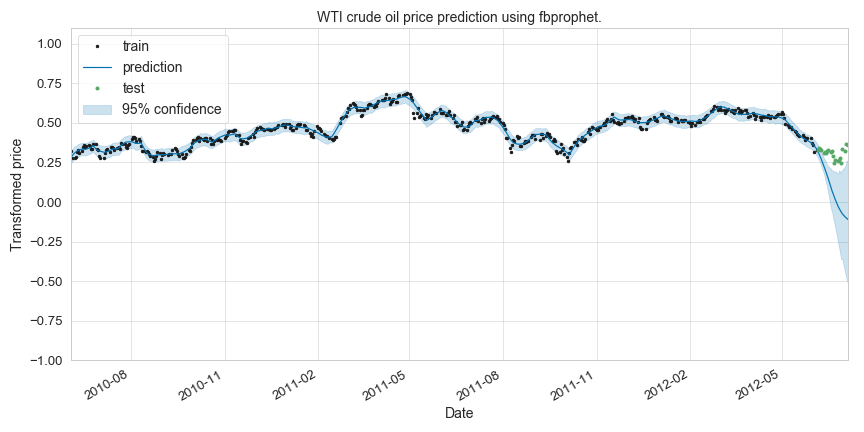 WTI crude oil price prediction using fbprophet.
train
prediction
test
95% confidence
1.00
0.75
0.50
0.25
0.00
−0.25
−0.50
−0.75
−1.00
Transformed price
2010-08
2010-11
2011-02
2011-05
2011-08
2011-11
2012-02
2012-05
Date